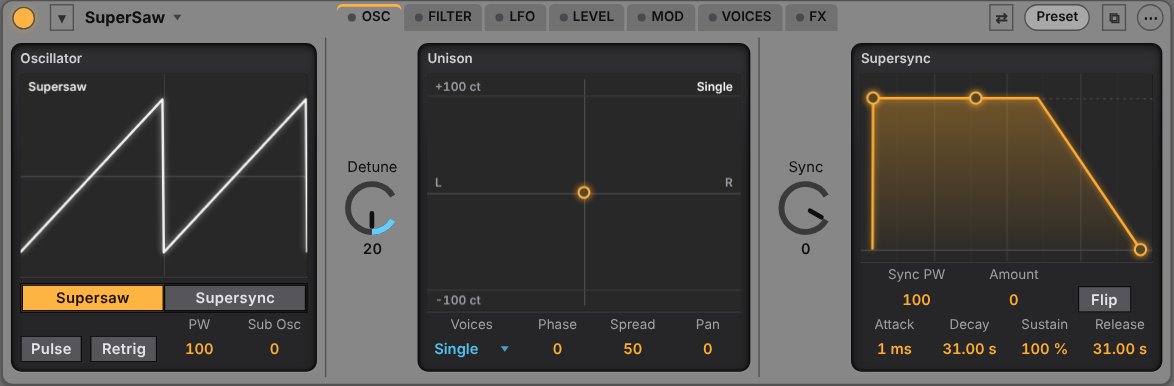 SuperSaw
OSC FILTER LFO LEVEL MOD VOICES FX
Preset
Oscillator
Supersaw
Supersaw Supersync
PW Sub Osc
Pulse Retrig 100 0
Detune
20
Unison
+100 ct Single
L R
-100 ct
Voices Phase Spread Pan
Single 0 50 0
Sync
0
Supersync
Sync PW Amount
100 0 Flip
Attack Decay Sustain Release
1 ms 31.00 s 100 % 31.00 s